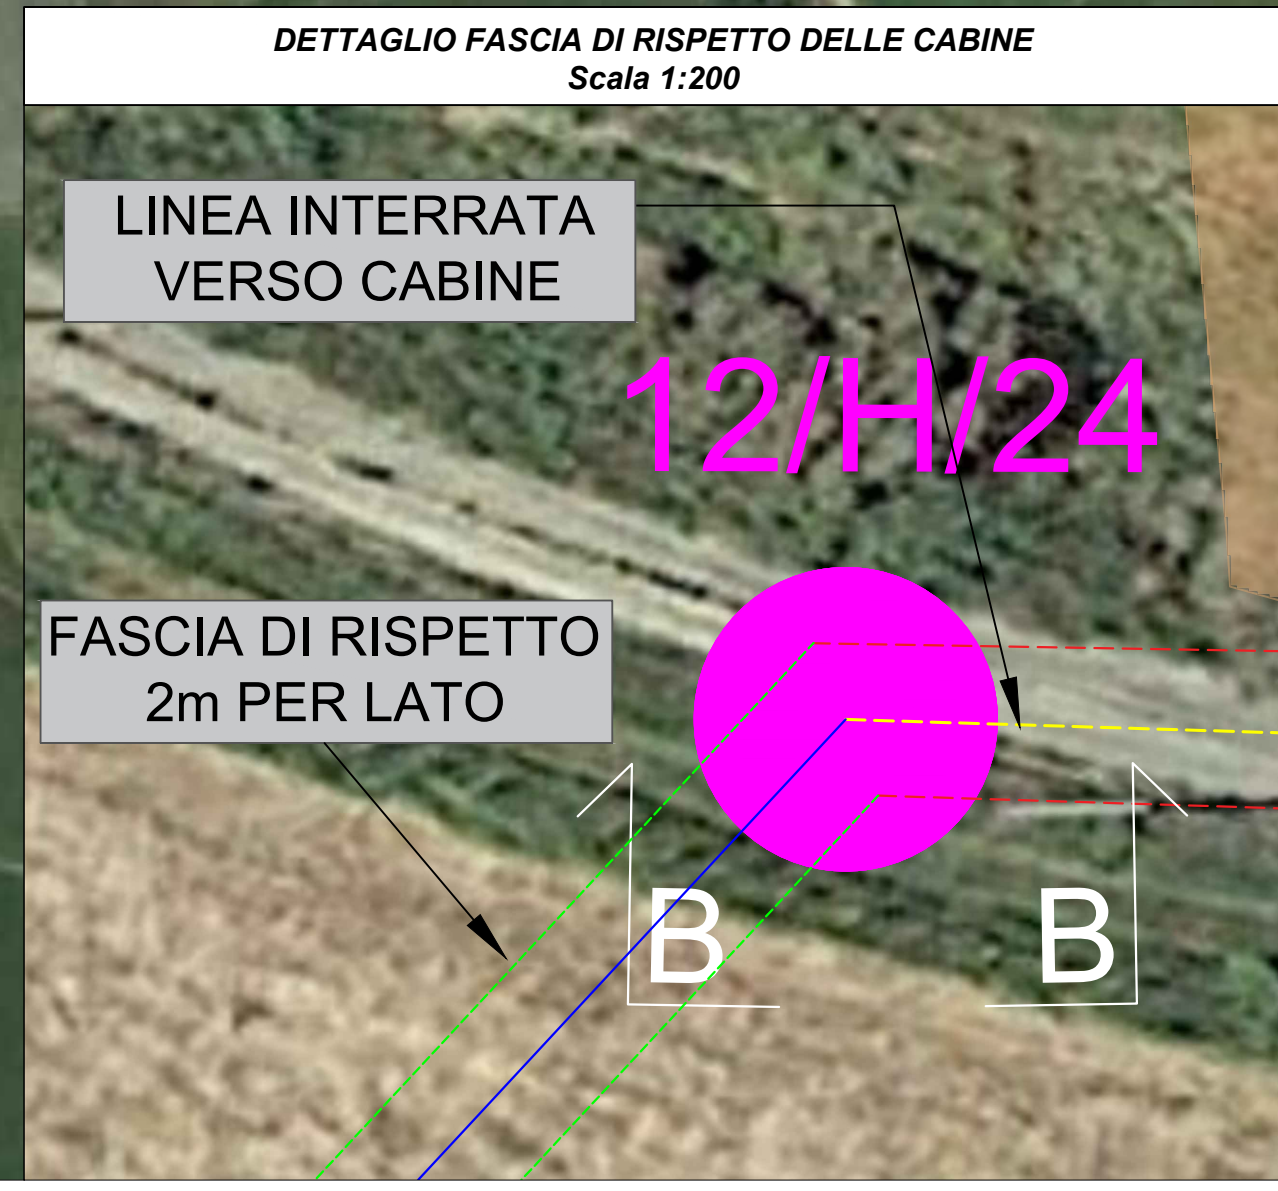 DETTAGLIO FASCIA DI RISPETTO DELLE CABINE
Scala 1:200
LINEA INTERRATA
VERSO CABINE
12/H/24
FASCIA DI RISPETTO
2m PER LATO
B B